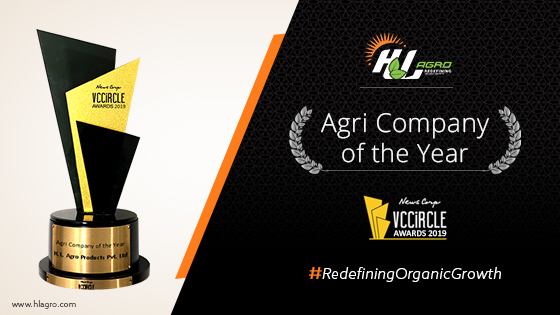 News Corp
VCCiRCLE
AWARDS 2019
Agri Company of the Year
H. L. Agro Products Pvt. Ltd
www.hlagro.com
HL AGRO
REDEFINING
Agri Company
of the Year
News Corp
VCCiRCLE
AWARDS 2019
#RedefiningOrganicGrowth